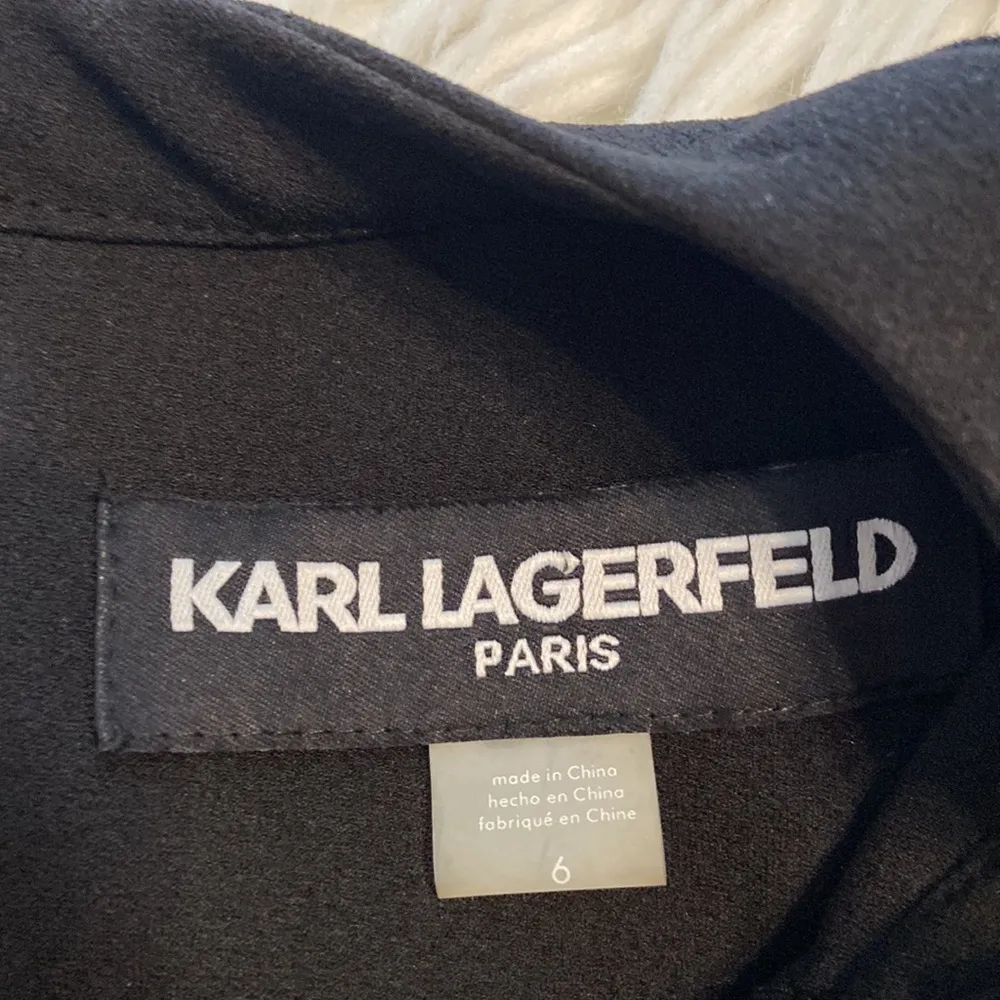 KARL LAGERFELD
PARIS
made in China
hecho en China
fabriqué en Chine
6